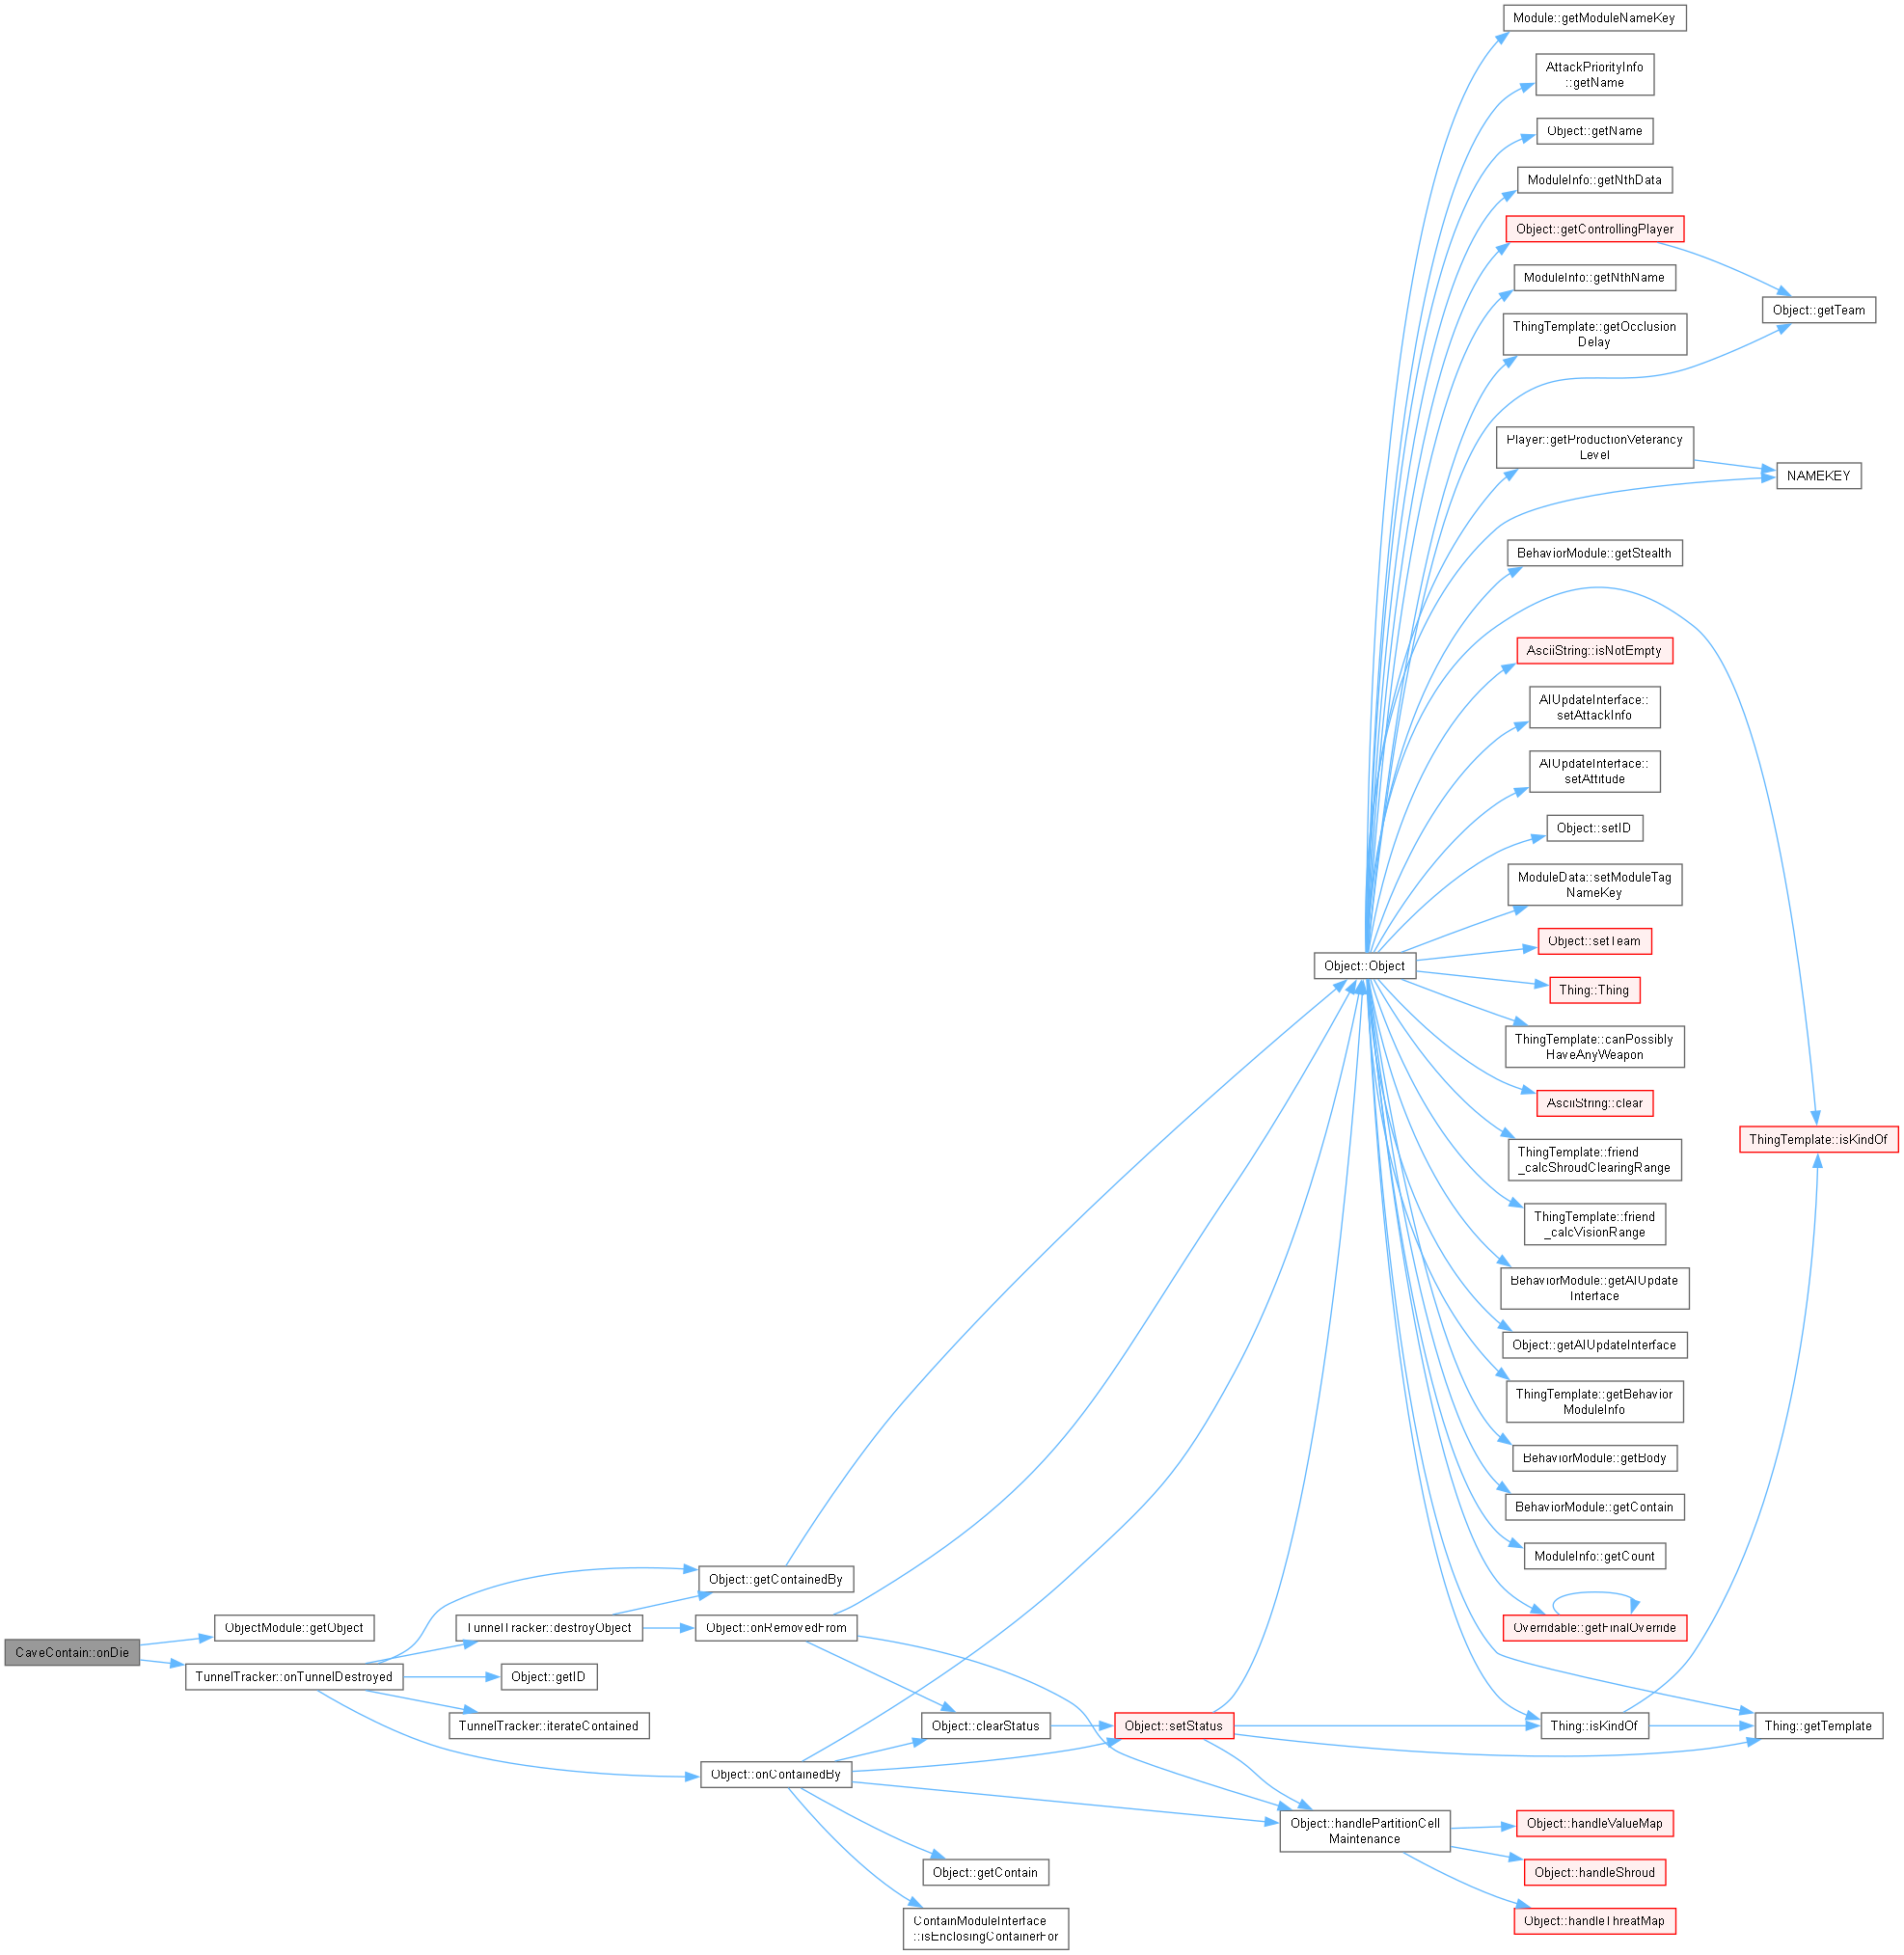 Module::getModuleNameKey
AttackPriorityInfo
::getName
Object::getName
ModuleInfo::getNthData
Object::getControllingPlayer
ModuleInfo::getNthName
Object::getTeam
ThingTemplate::getOcclusion
Delay
Player::getProductionVeterancy
Level
NAMEKEY
BehaviorModule::getStealth
AsciiString::isNotEmpty
AIUpdateInterface::
setAttackInfo
AIUpdateInterface::
setAttitude
Object::setID
ModuleData::setModuleTag
NameKey
Object::setTeam
Object::Object
Thing::Thing
ThingTemplate::canPossibly
HaveAnyWeapon
AsciiString::clear
ThingTemplate::isKindOf
ThingTemplate::friend
_calcShroudClearingRange
ThingTemplate::friend
_calcVisionRange
BehaviorModule::getAIUpdate
Interface
Object::getAIUpdateInterface
ThingTemplate::getBehavior
ModuleInfo
BehaviorModule::getBody
BehaviorModule::getContain
ModuleInfo::getCount
Object::getContainedBy
ObjectModule::getObject
TunnelTracker::destroyObject
Object::onRemovedFrom
Overridable::getFinalOverride
CaveContain::onDie
TunnelTracker::onTunnelDestroyed
Object::getID
TunnelTracker::iterateContained
Object::clearStatus
Object::setStatus
Thing::isKindOf
Thing::getTemplate
Object::onContainedBy
Object::handlePartitionCell
Maintenance
Object::handleValueMap
Object::getContain
Object::handleShroud
ContainModuleInterface
::isEnclosingContainerFor
Object::handleThreatMap